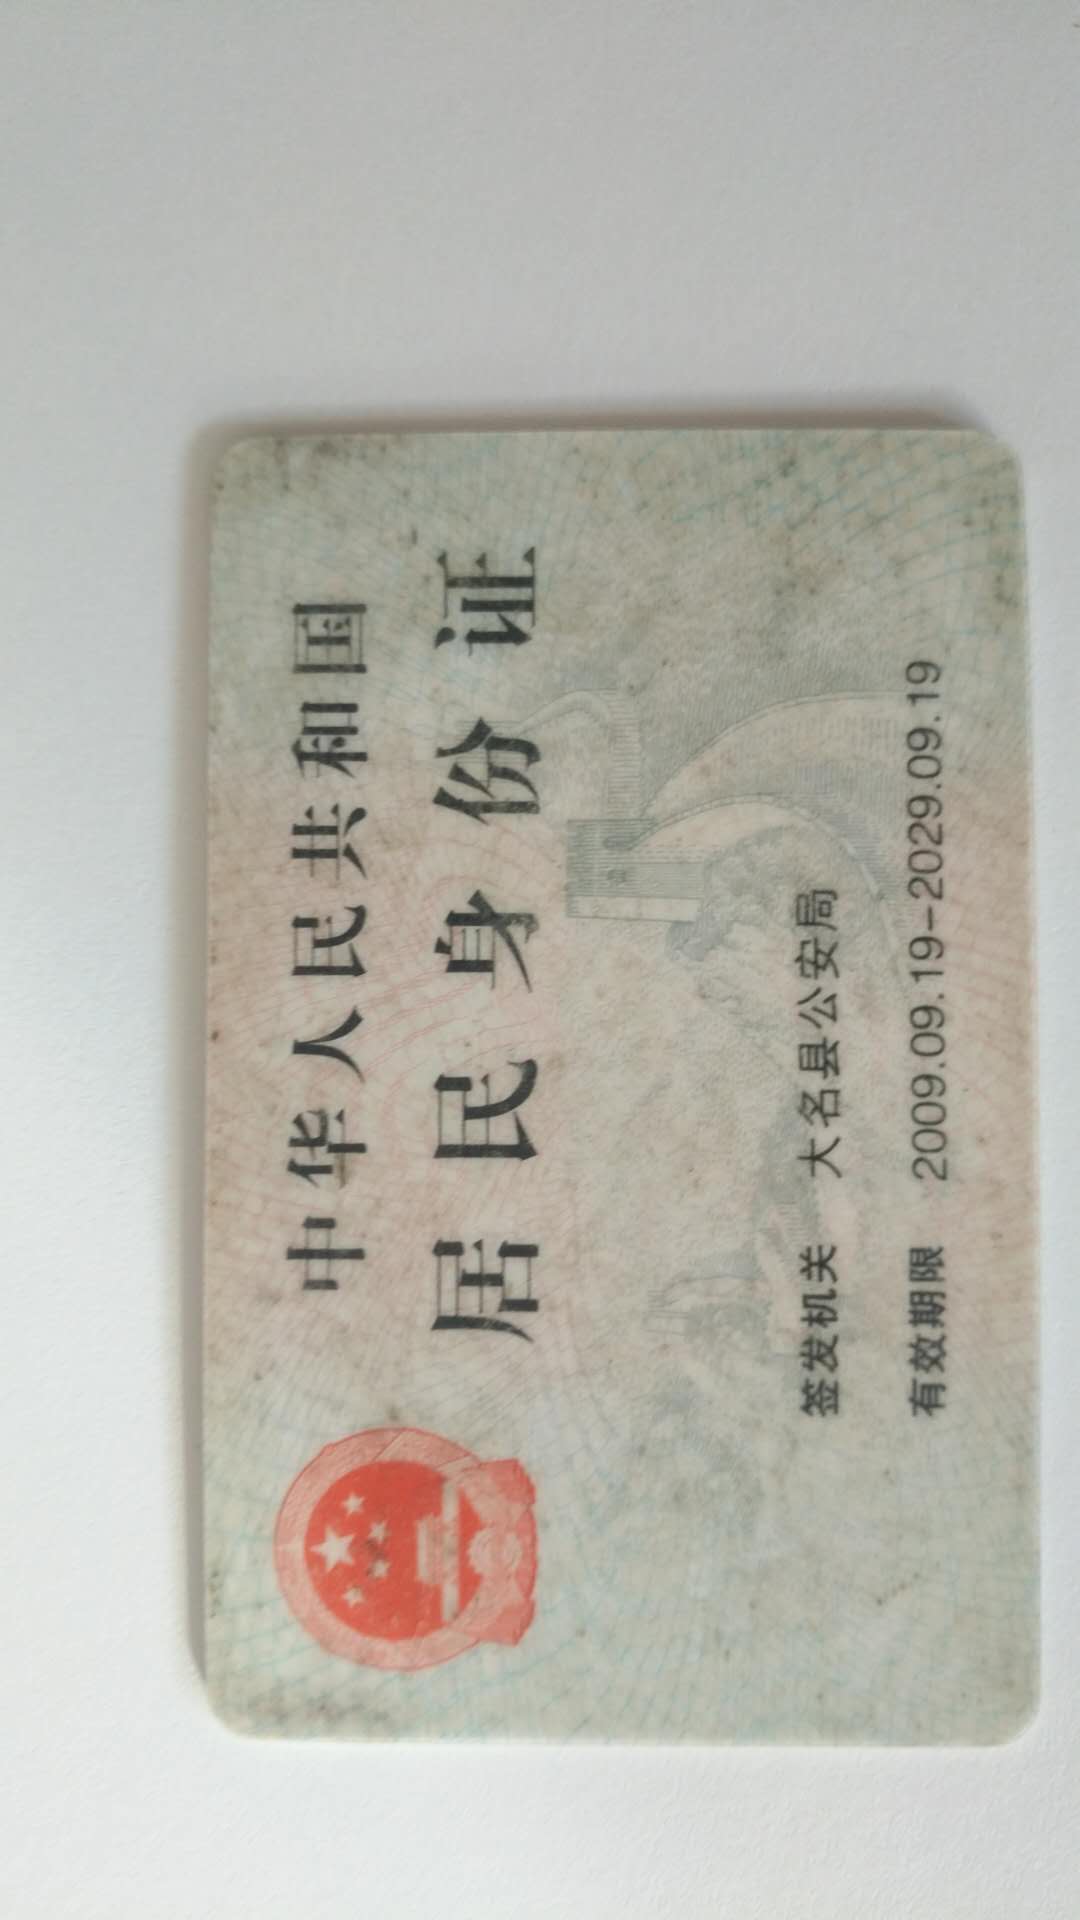 中华人民共和国
居民身份证
签发机关 大名县公安局
有效期限 2009.09.19-2029.09.19